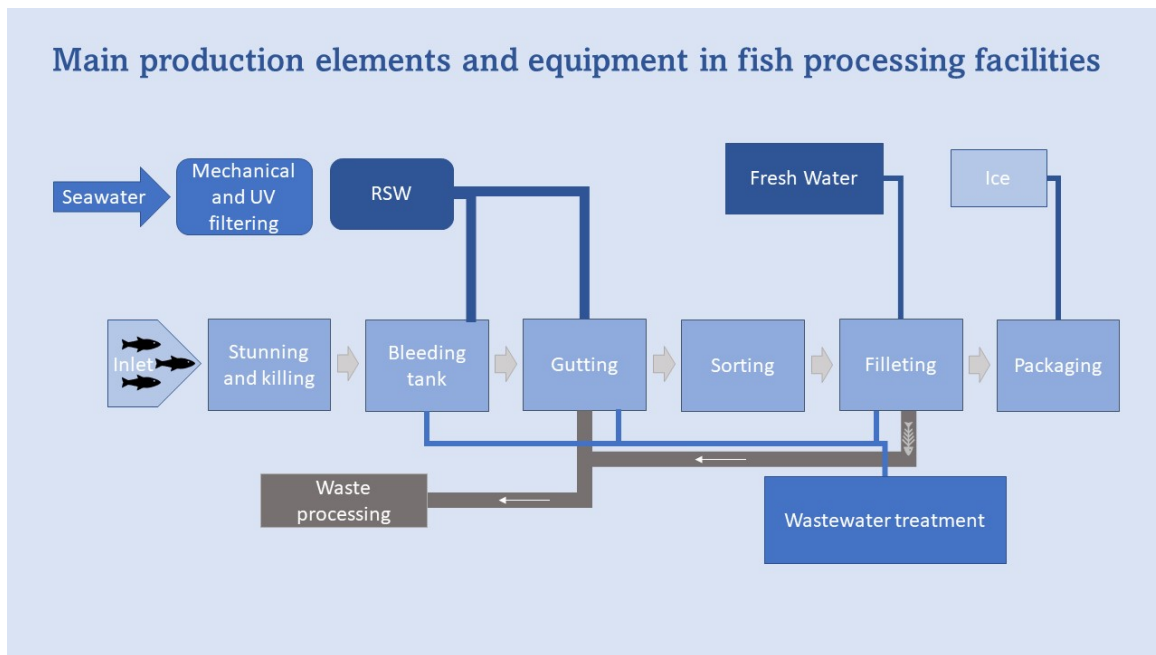 Main production elements and equipment in fish processing facilities
Seawater
Mechanical
and UV
filtering
RSW
Fresh Water
Ice
Inlet
Stunning
and killing
Bleeding
tank
Gutting
Sorting
Filleting
Packaging
Waste
processing
Wastewater treatment